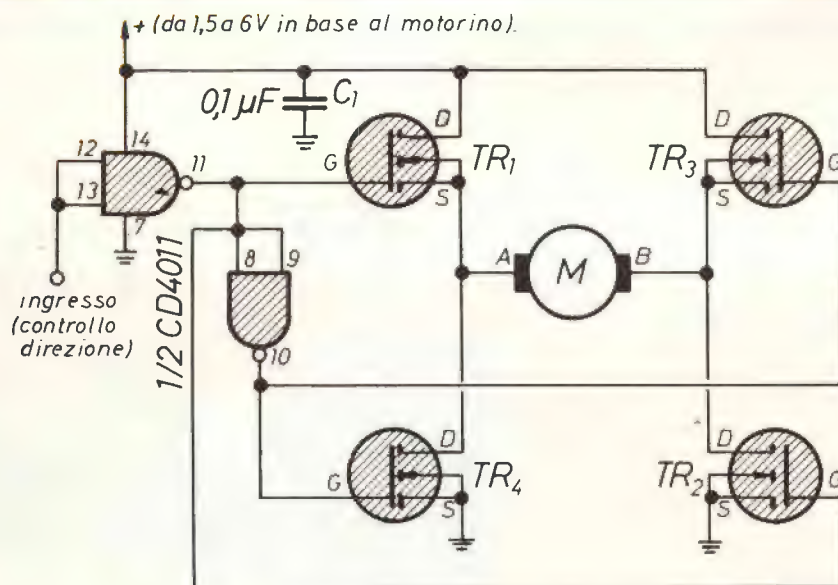 + (da 1,5 a 6V in base al motorino).
0,1 µF
C1
D
D
12
14
11
G
TR1
TR3
G
13
S
S
7
8
9
A
M
B
ingresso
(controllo
direzione)
1/2 CD4011
10
D
D
G
TR4
TR2
G
S
S